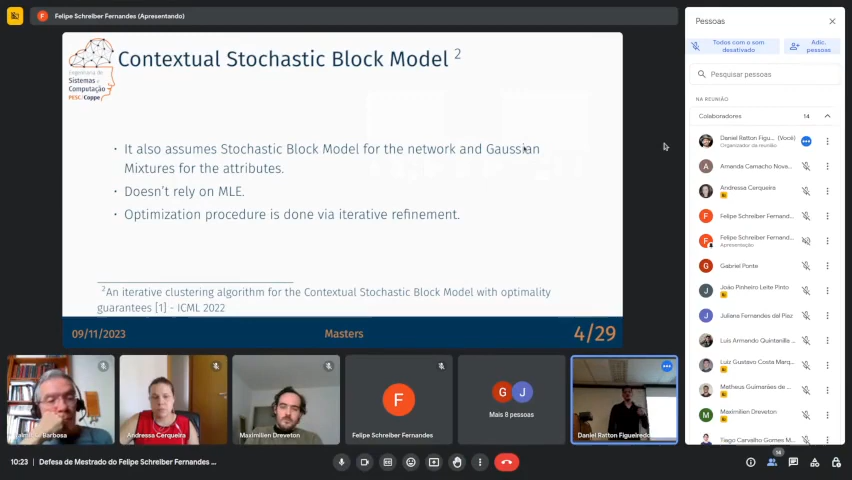 Felipe Schreiber Fernandes (Apresentando)
Engenharia de
Sistemas e
Computação
PESC / Coppe
Contextual Stochastic Block Model 2
· It also assumes Stochastic Block Model for the network and Gaussian
Mixtures for the attributes.
· Doesn't rely on MLE.
· Optimization procedure is done via iterative refinement.
2An iterative clustering algorithm for the Contextual Stochastic Block Model with optimality
guarantees [1] - ICML 2022
09/11/2023
Masters
4/29
Barbosa
Andressa Cerqueira
Maximilien Dreveton
F
Felipe Schreiber Fernandes
G J
Mais 8 pessoas
Daniel Ratton Figueiredo
10:23
Defesa de Mestrado do Felipe Schreiber Fernandes ...
14
Pessoas
Todos com o som
desativado
Adic.
pessoas
Pesquisar pessoas
NA REUNIÃO
Colaboradores
14
Daniel Ratton Figu... (Você)
Organizador da reunião
A
Amanda Camacho Nova...
Andressa Cerqueira
F
Felipe Schreiber Fernand...
F
Felipe Schreiber Fernand...
Apresentação
G
Gabriel Ponte
J
João Pinheiro Leite Pinto
J
Juliana Fernandes dal Piaz
Luis Armando Quintanilla ...
Luiz Gustavo Costa Marq...
Matheus Guimarães de ...
M
Maximilien Dreveton
Tiago Carvalho Gomes M...